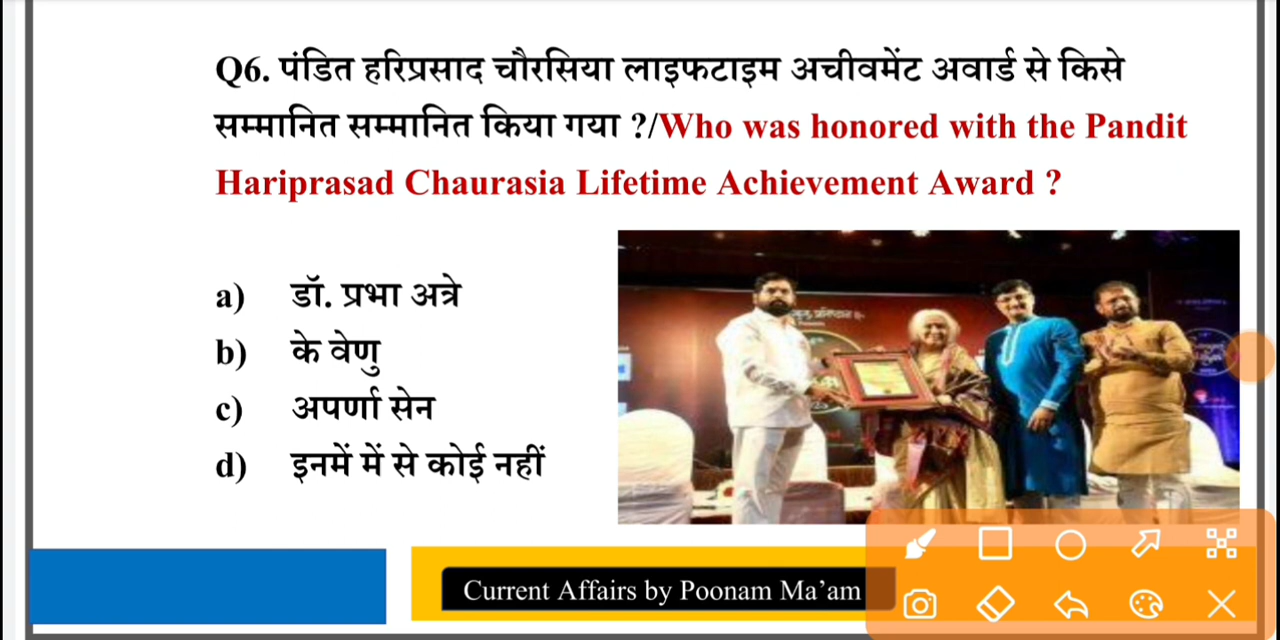 Q6. पंडित हरिप्रसाद चौरसिया लाइफटाइम अचीवमेंट अवार्ड से किसे
सम्मानित सम्मानित किया गया ?/Who was honored with the Pandit
Hariprasad Chaurasia Lifetime Achievement Award ?
a) डॉ. प्रभा अत्रे
b) के वेणु
c) अपर्णा सेन
d) इनमें में से कोई नहीं
Current Affairs by Poonam Ma’am